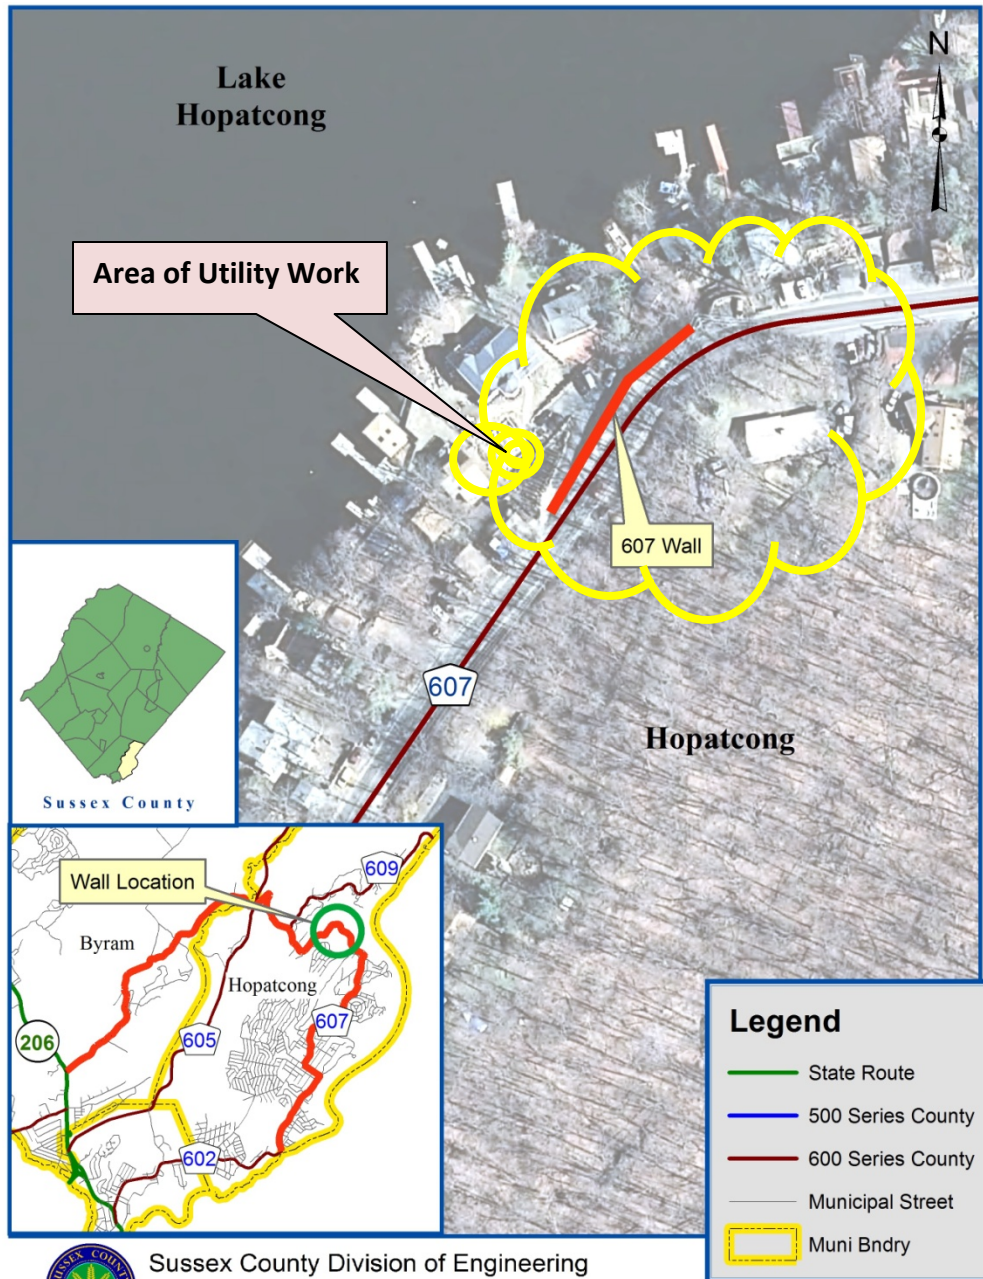 Lake
Hopatcong
N
Area of Utility Work
607 Wall
607
Hopatcong
Sussex County
Wall Location
609
Byram
Hopatcong
607
206
605
602
Legend
State Route
500 Series County
600 Series County
Municipal Street
Muni Bndry
SUSSEX COUNTY
Sussex County Division of Engineering